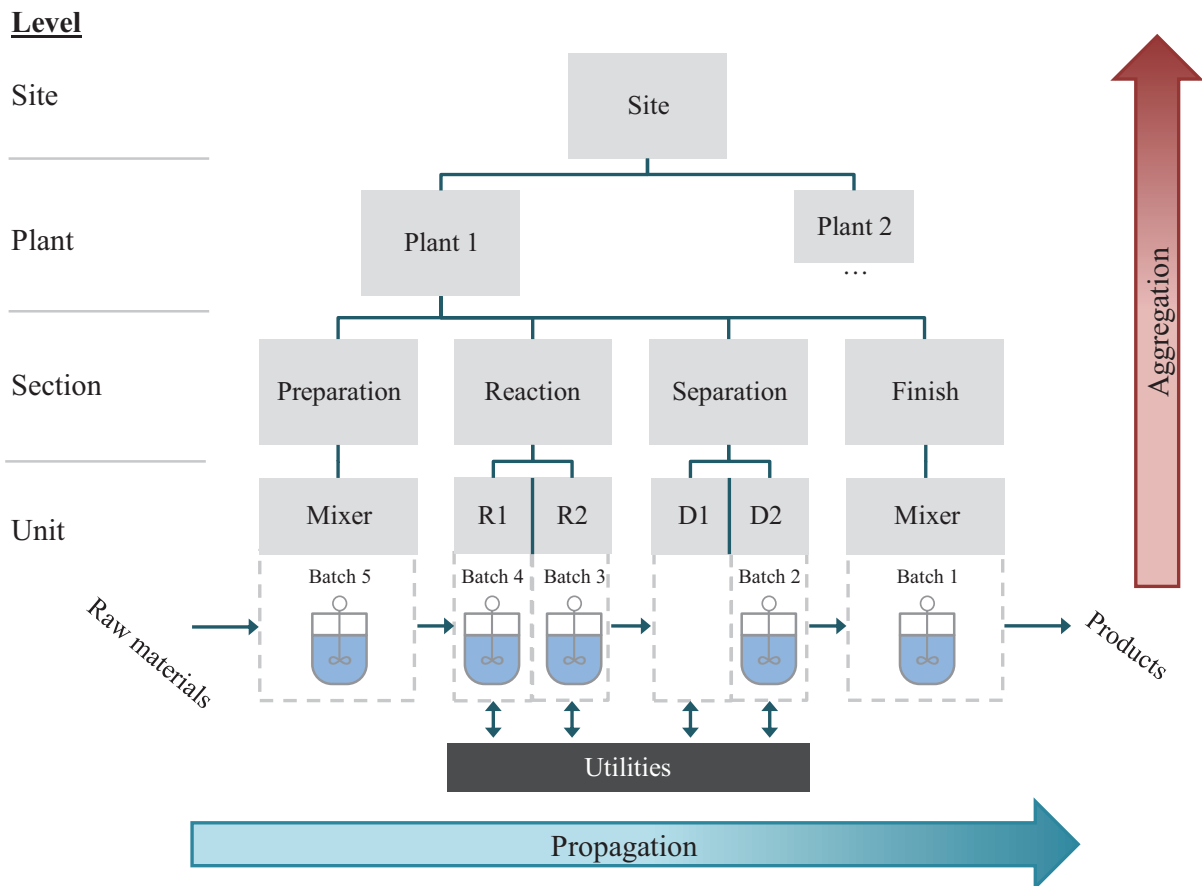 Level
Site
Site
Plant
Plant 1
Plant 2
...
Section
Preparation
Reaction
Separation
Finish
Unit
Mixer
R1
R2
D1
D2
Mixer
Batch 5
Batch 4
Batch 3
Batch 2
Batch 1
Raw materials
Products
Utilities
Propagation
Aggregation